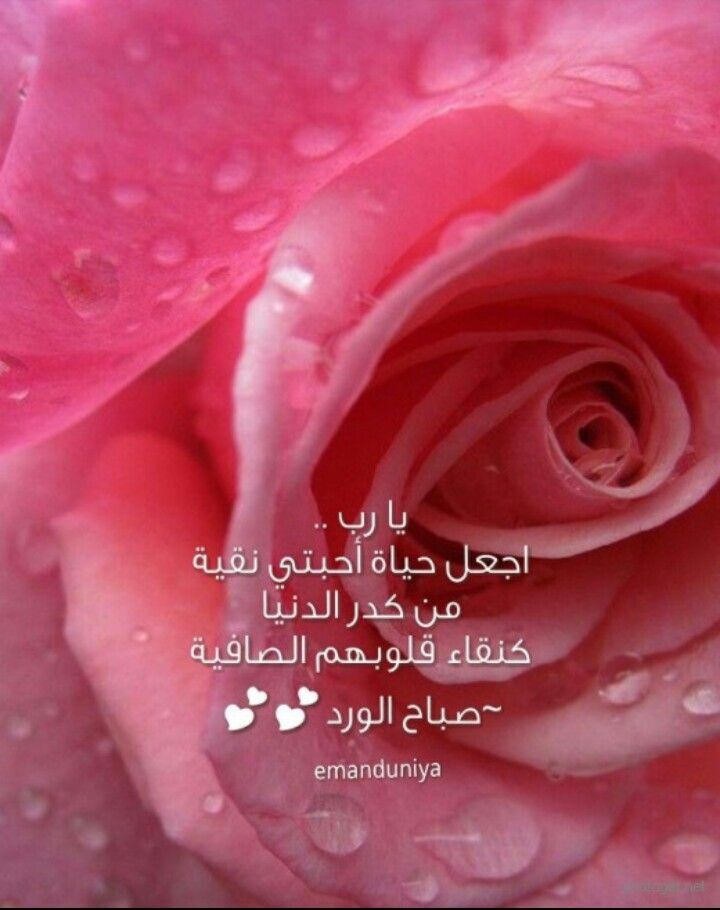 يا رب ..
اجعل حياة أحبتي نقية
من كدر الدنيا
كنقاء قلوبهم الصافية
~صباح الورد 💕 💕
emanduniya